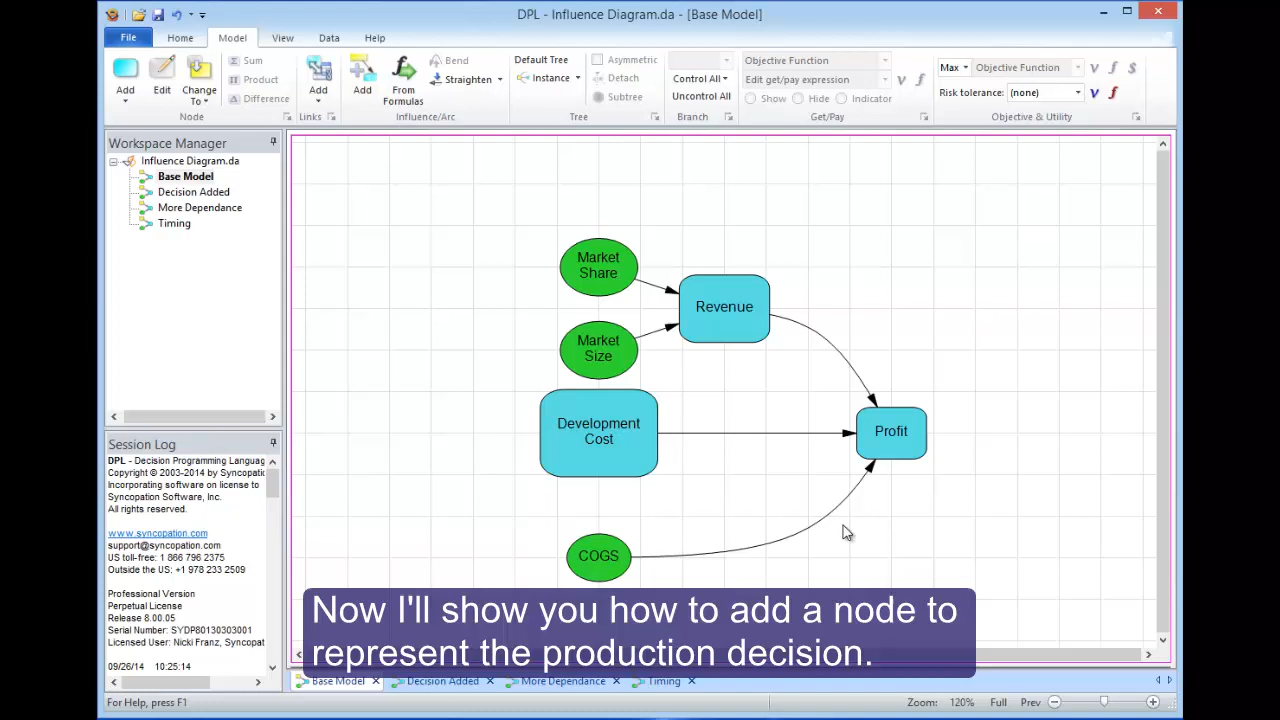 DPL - Influence Diagram.da - [Base Model]
File Home Model View Data Help
Add
Edit
Change
To
Sum
Product
Difference
Node
Add
Links
Add
From
Formulas
Bend
Straighten
Influence/Arc
Default Tree
Instance
Asymmetric
Detach
Subtree
Tree
Control All
Uncontrol All
Branch
Objective Function
Edit get/pay expression
Show Hide Indicator
Get/Pay
Max Objective Function
Risk tolerance: (none)
Objective & Utility
Workspace Manager
Influence Diagram.da
Base Model
Decision Added
More Dependance
Timing
Session Log
DPL - Decision Programming Languag
Copyright © 2003-2014 by Syncopatic
Incorporating software on license to
Syncopation Software, Inc.
All rights reserved.
www.syncopation.com
support@syncopation.com
US toll-free: 1 866 796 2375
Outside the US: +1 978 233 2509
Professional Version
Perpetual License
Release 8.00.05
Serial Number: SYDP80130303001
Licensed User: Nicki Franz, Syncopati
09/26/14 10:25:14
Market
Share
Market
Size
Revenue
Development
Cost
Profit
COGS
Now I'll show you how to add a node to
represent the production decision.
Base Model Decision Added More Dependance Timing
For Help, press F1
Zoom: 120% Full Prev